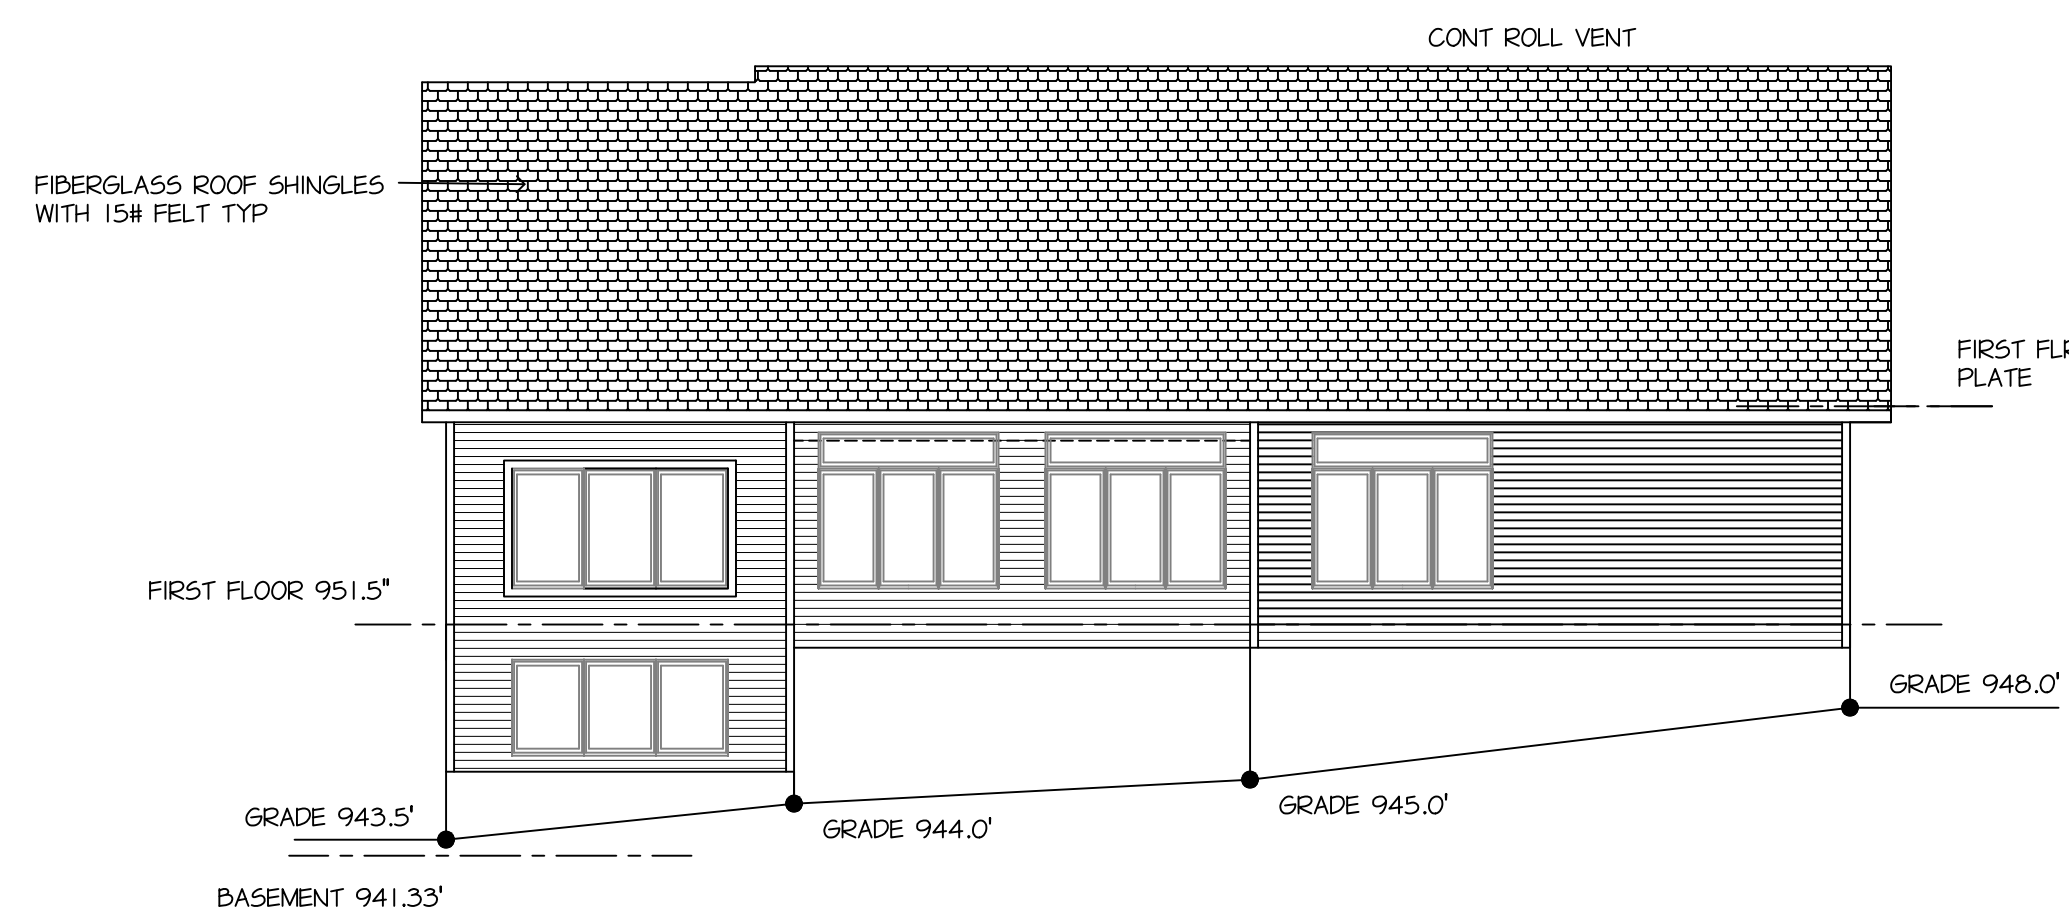 CONT ROLL VENT
FIBERGLASS ROOF SHINGLES
WITH 15# FELT TYP
FIRST
PLATE
FIRST FLOOR 951.5"
GRADE 948.0'
GRADE 943.5'
GRADE 945.0'
GRADE 944.0'
BASEMENT 941.33'